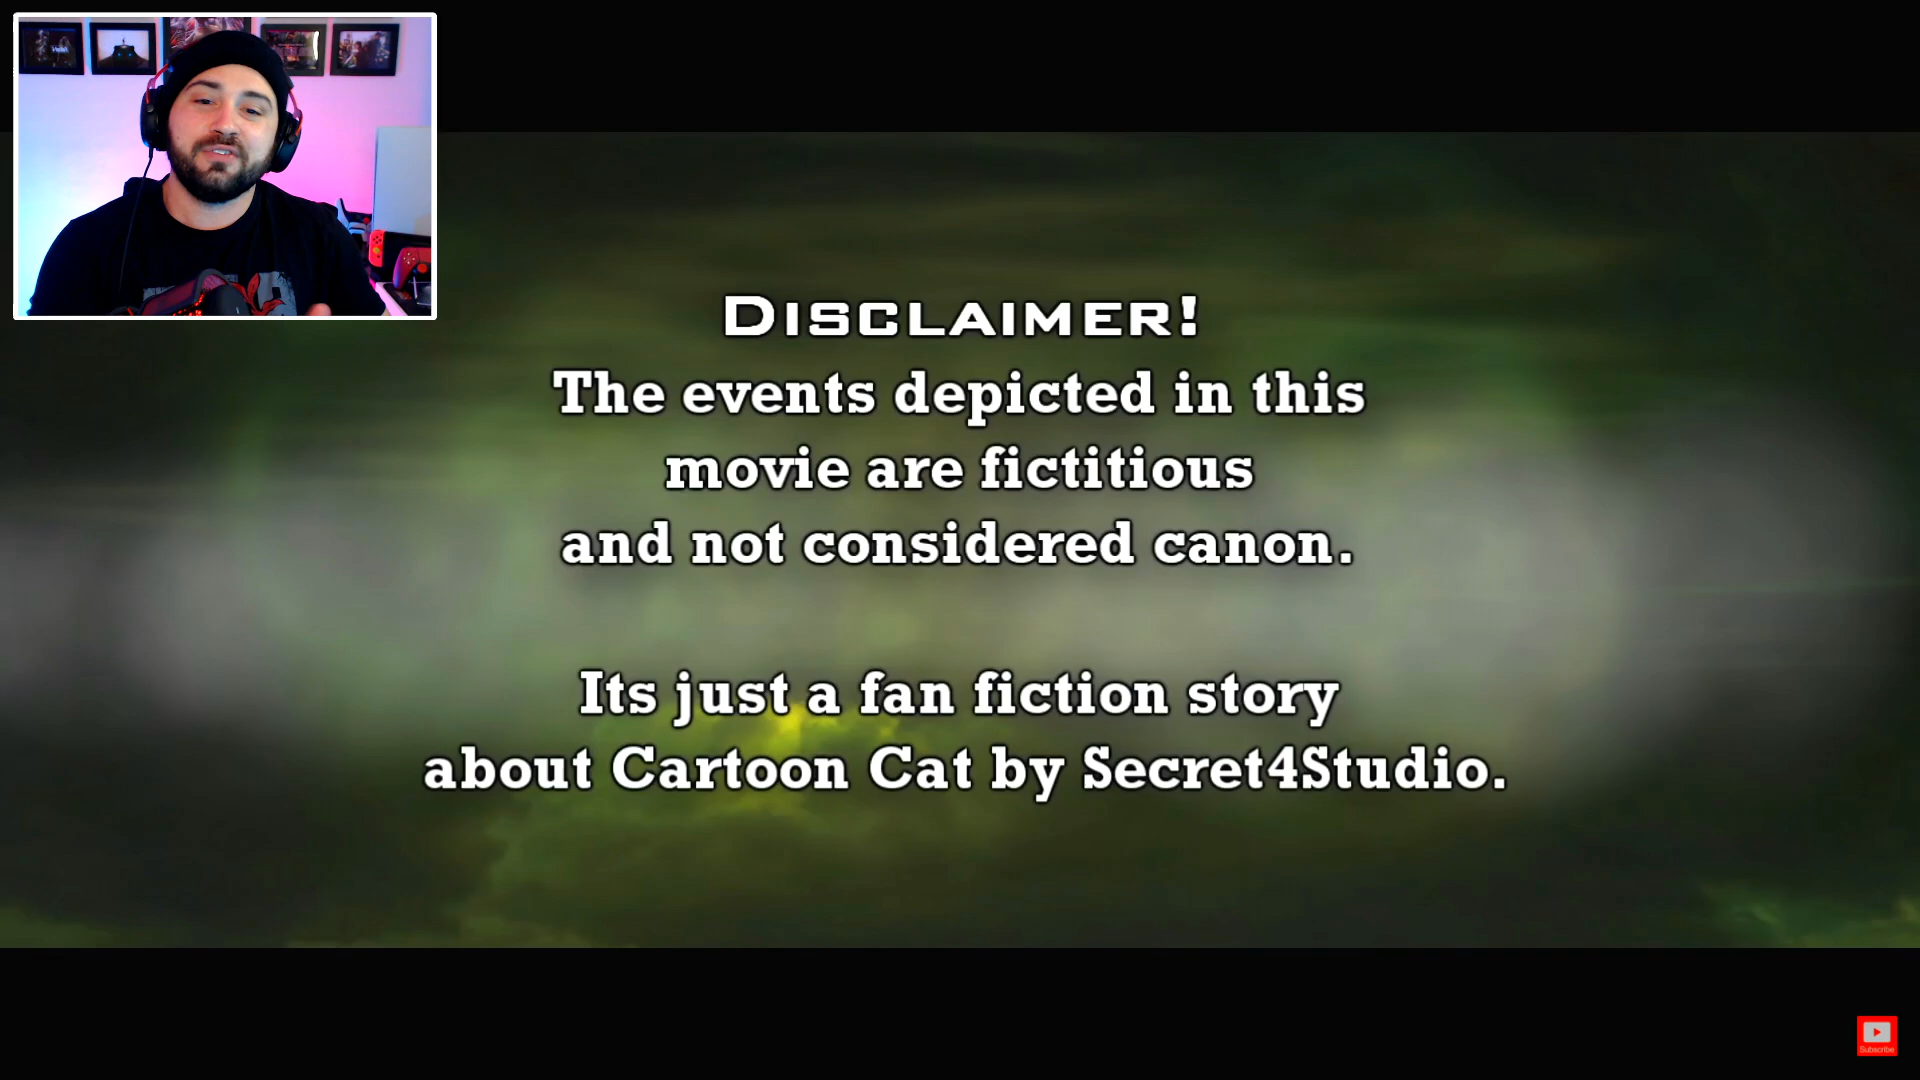 DISCLAIMER!
The events depicted in this
movie are fictitious
and not considered canon.
Its just a fan fiction story
about Cartoon Cat by Secret4Studio.
Subscribe